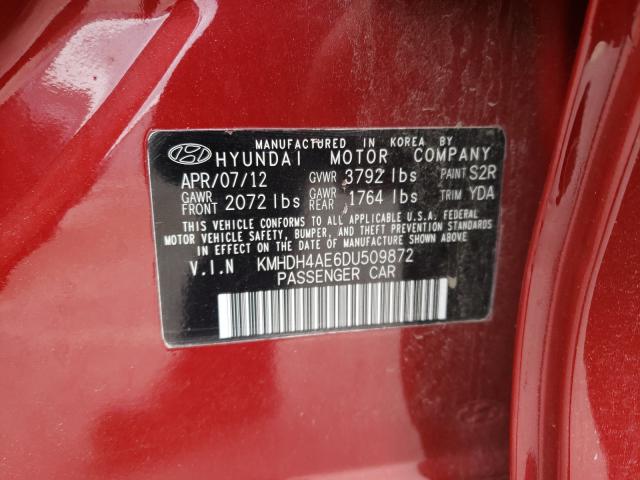 MANUFACTURED IN KOREA BY
HYUNDAI MOTOR COMPANY
APR/07/12 GVWR 3792 lbs PAINT S2R
GAWR FRONT 2072 lbs GAWR REAR 1764 lbs TRIM YDA
THIS VEHICLE CONFORMS TO ALL APPLICABLE U.S.A. FEDERAL
MOTOR VEHICLE SAFETY, BUMPER, AND THEFT PREVENTION STANDARDS
IN EFFECT ON THE DATE OF MANUFACTURE SHOWN ABOVE.
V.I.N KMHDH4AE6DU509872
PASSENGER CAR